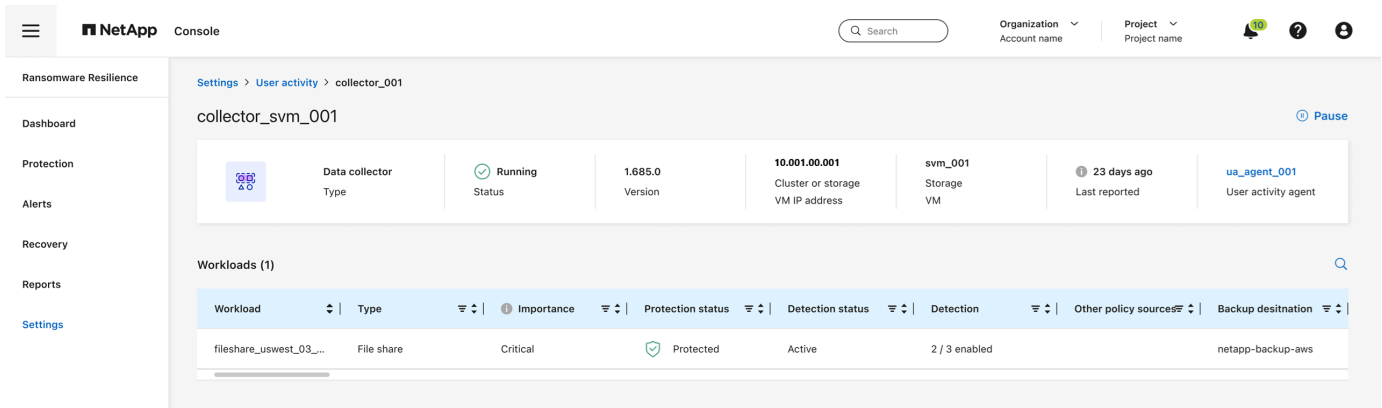 NetApp Console
Search
Organization
Account name
Project
Project name
10
Ransomware Resilience
Dashboard
Protection
Alerts
Recovery
Reports
Settings
Settings > User activity > collector_001
collector_svm_001
Pause
Data collector
Type
Running
Status
1.685.0
Version
10.001.00.001
Cluster or storage
VM IP address
svm_001
Storage
VM
23 days ago
Last reported
ua_agent_001
User activity agent
Workloads (1)
Workload Type Importance Protection status Detection status Detection Other policy sources Backup desitnation
fileshare_uswest_03_... File share Critical Protected Active 2 / 3 enabled netapp-backup-aws